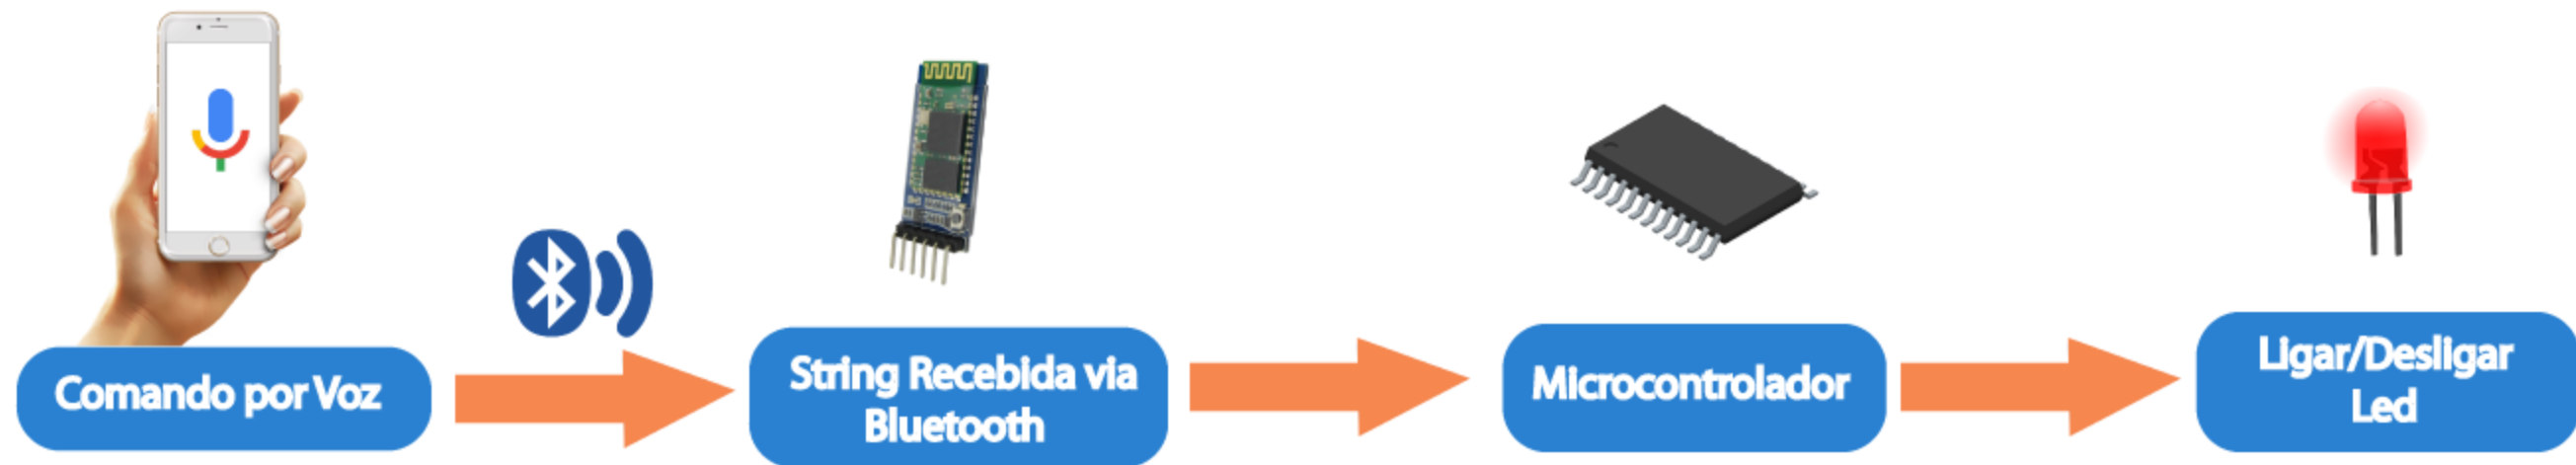 Comando por Voz
String Recebida via
Bluetooth
Microcontrolador
Ligar/Desligar
Led